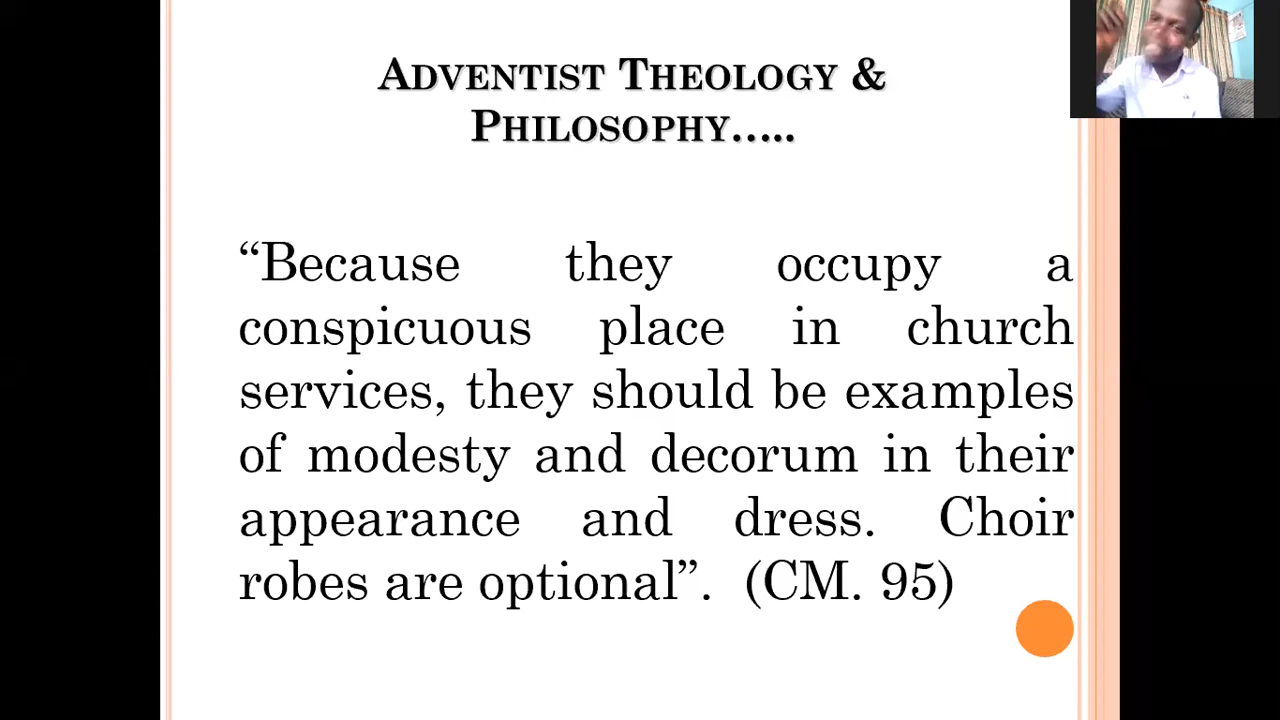 ADVENTIST THEOLOGY &
PHILOSOPHY…..
“Because they occupy a
conspicuous place in church
services, they should be examples
of modesty and decorum in their
appearance and dress. Choir
robes are optional”. (CM. 95)